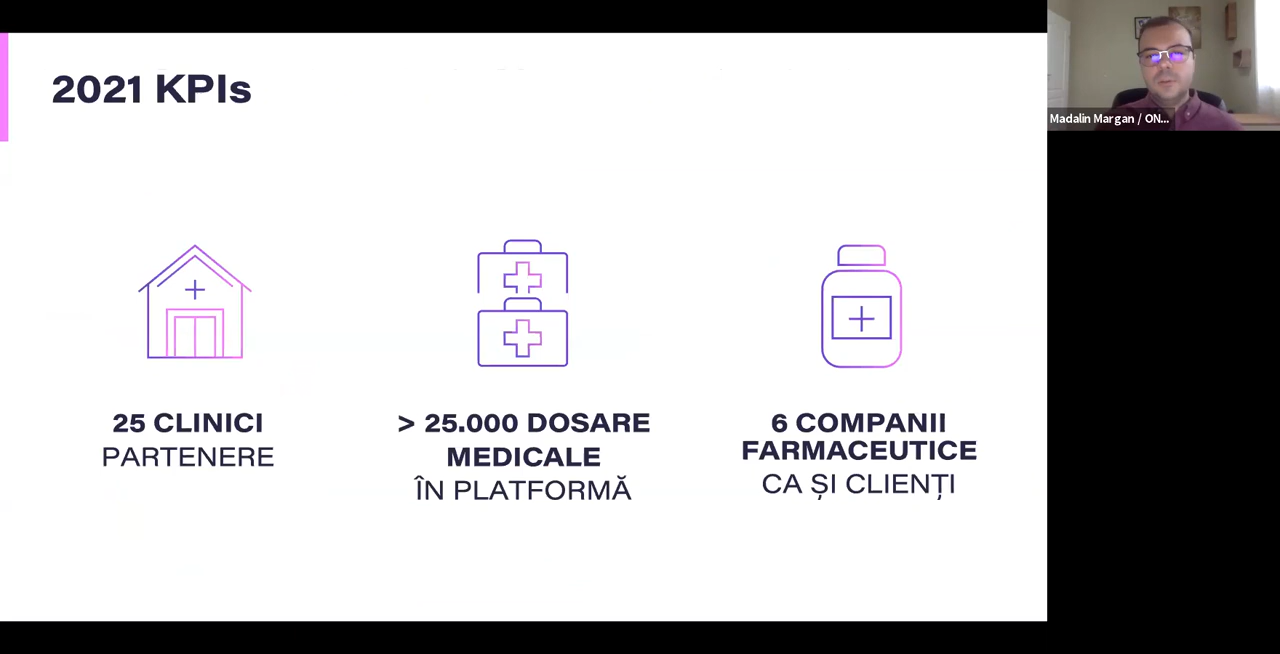 2021 KPIs
25 CLINICI
PARTENERE
> 25.000 DOSARE
MEDICALE
ÎN PLATFORMĂ
6 COMPANII
FARMACEUTICE
CA ȘI CLIENȚI
Madalin Margan / ON...